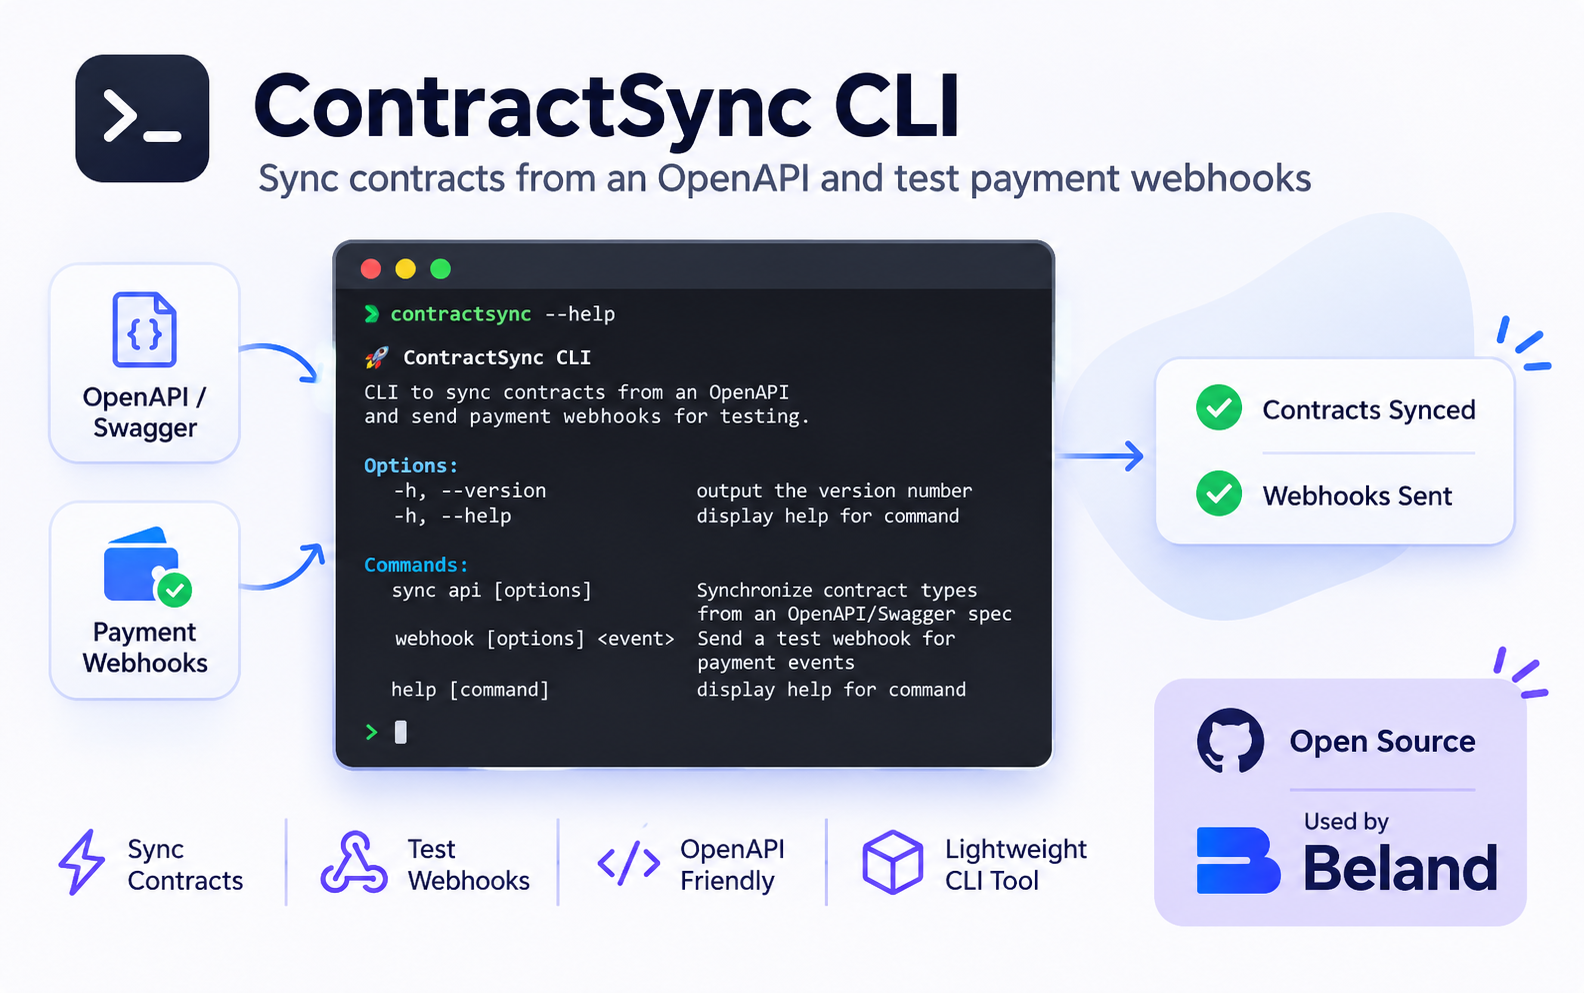 ContractSync CLI
Sync contracts from an OpenAPI and test payment webhooks
OpenAPI /
Swagger
Payment
Webhooks
contractsync --help
ContractSync CLI
CLI to sync contracts from an OpenAPI
and send payment webhooks for testing.
Options:
-h, --version output the version number
-h, --help display help for command
Commands:
sync api [options] Synchronize contract types
from an OpenAPI/Swagger spec
webhook [options] <event> Send a test webhook for
payment events
help [command] display help for command
>
Contracts Synced
Webhooks Sent
Open Source
Used by
Beland
Sync
Contracts
Test
Webhooks
OpenAPI
Friendly
Lightweight
CLI Tool